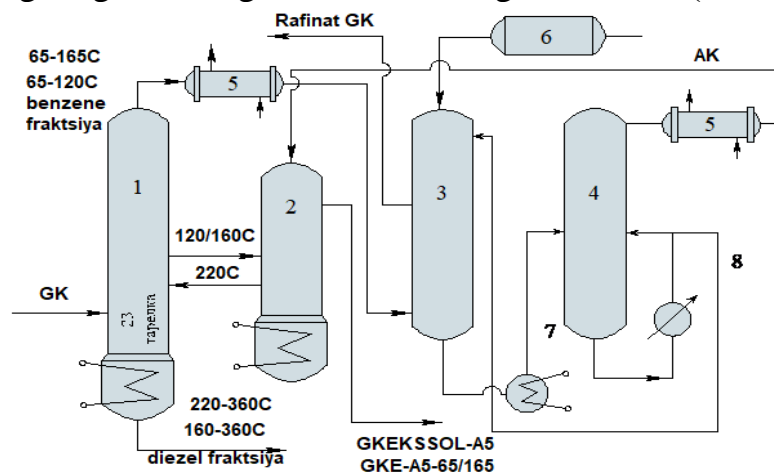 Rafinat GK
6
65-165C
AK
65-120C
benzene
fraktsiya
5
5
1
2
3
4
120/160C
220C
8
GK
23
тарелка
7
220-360C
160-360C
diezel fraktsiya
GKEKSSOL-A5
GKE-A5-65/165